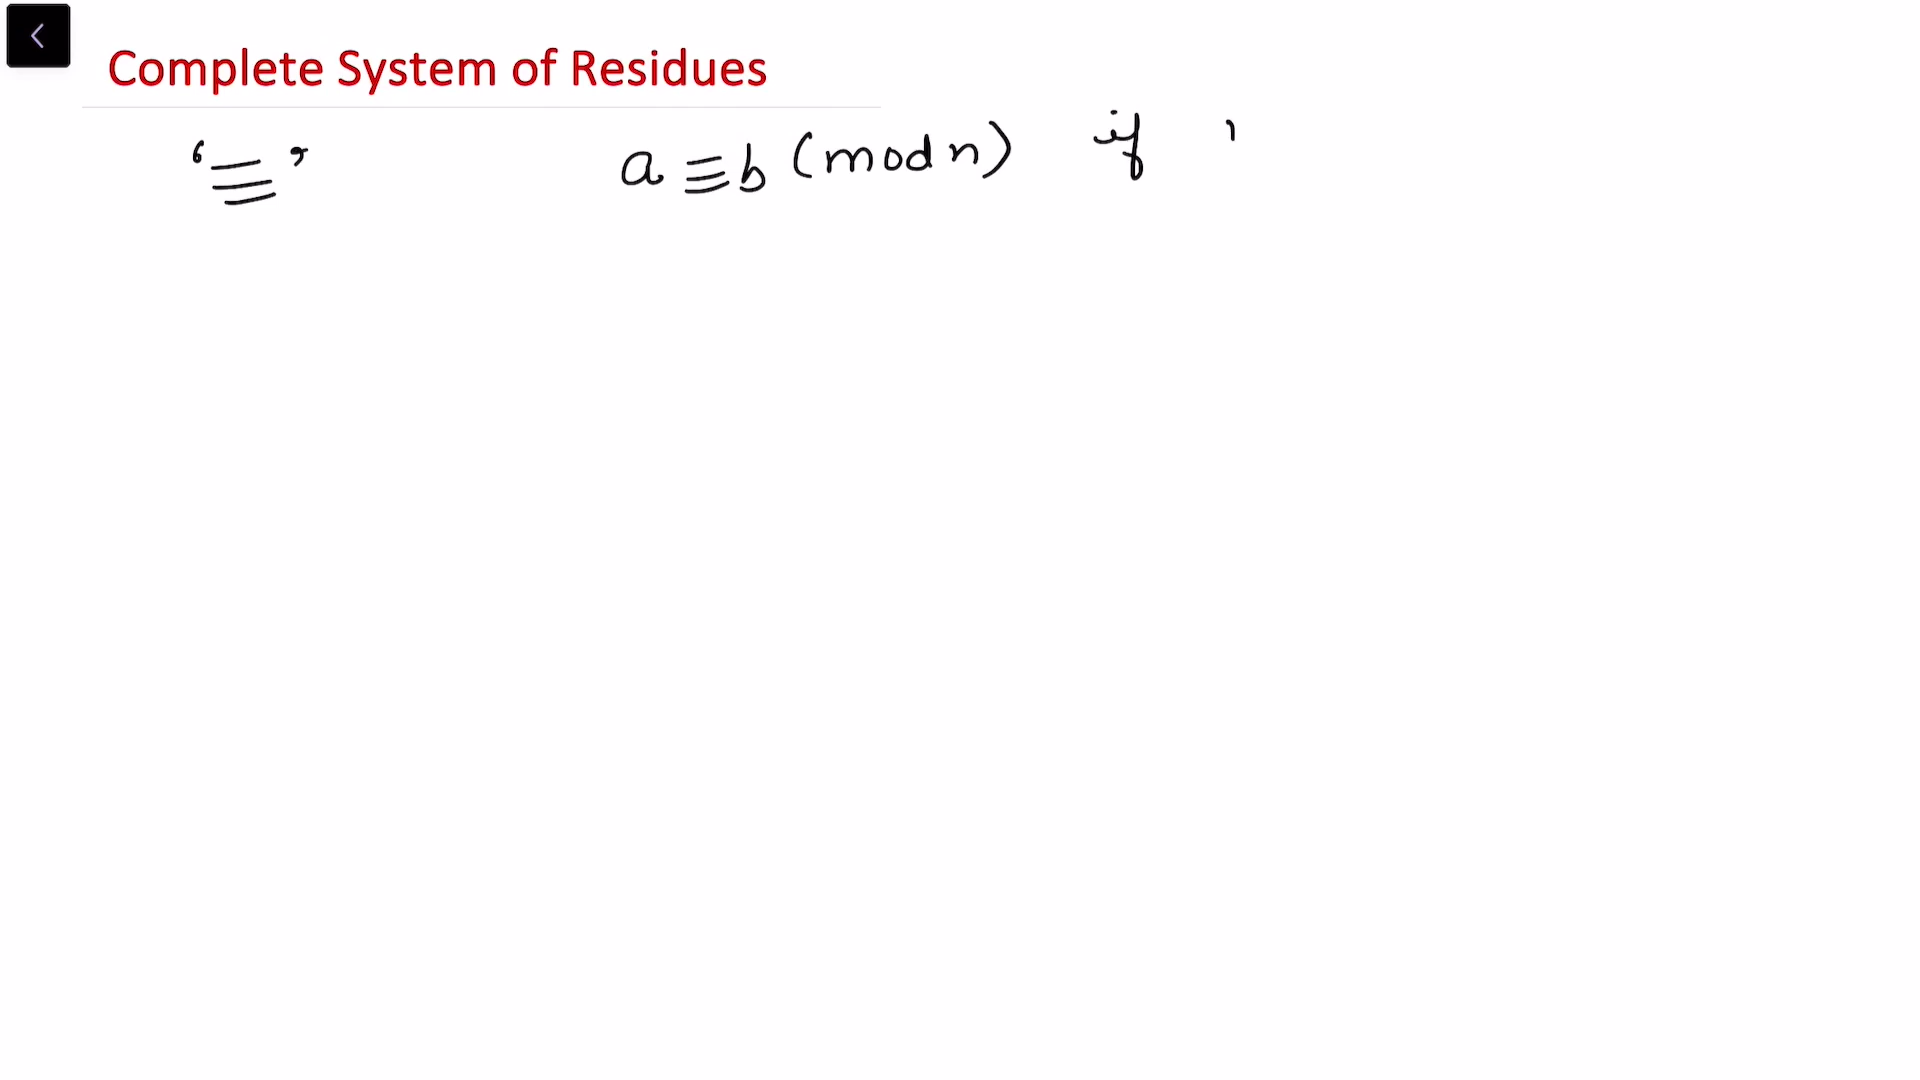 Complete System of Residues
‘≡’ a ≡ b (mod n) if